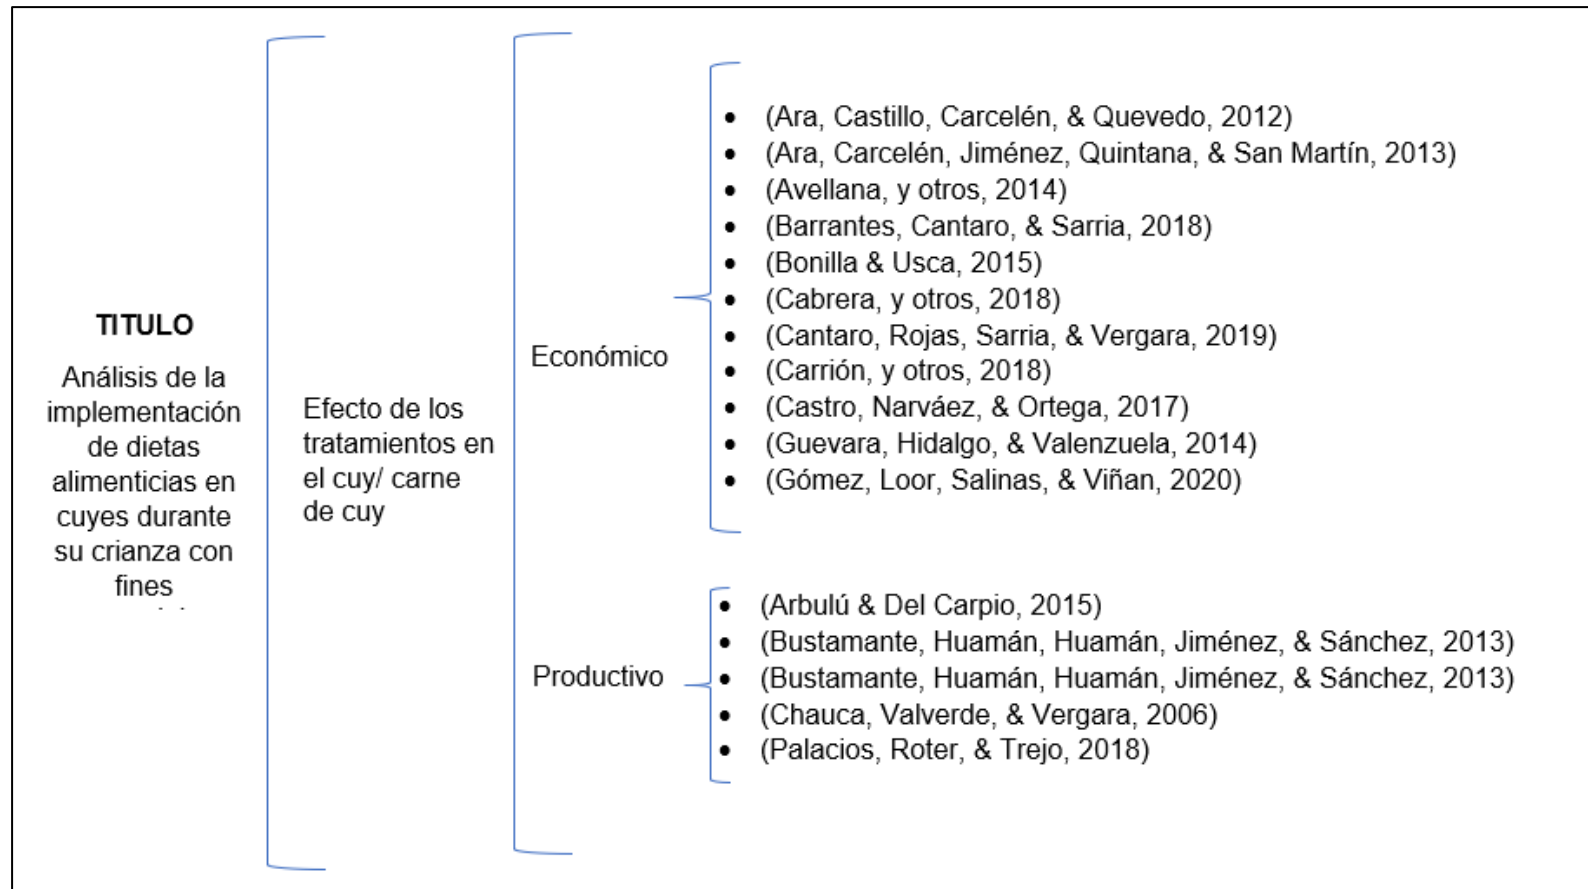 TITULO
Análisis de la
implementación
de dietas
alimenticias en
cuyes durante
su crianza con
fines
Efecto de los
tratamientos en
el cuy/ carne
de cuy
Económico
• (Ara, Castillo, Carcelén, & Quevedo, 2012)
• (Ara, Carcelén, Jiménez, Quintana, & San Martín, 2013)
• (Avellana, y otros, 2014)
• (Barrantes, Cantaro, & Sarria, 2018)
• (Bonilla & Usca, 2015)
• (Cabrera, y otros, 2018)
• (Cantaro, Rojas, Sarria, & Vergara, 2019)
• (Carrión, y otros, 2018)
• (Castro, Narváez, & Ortega, 2017)
• (Guevara, Hidalgo, & Valenzuela, 2014)
• (Gómez, Loor, Salinas, & Viñan, 2020)
Productivo
• (Arbulú & Del Carpio, 2015)
• (Bustamante, Huamán, Huamán, Jiménez, & Sánchez, 2013)
• (Bustamante, Huamán, Huamán, Jiménez, & Sánchez, 2013)
• (Chauca, Valverde, & Vergara, 2006)
• (Palacios, Roter, & Trejo, 2018)